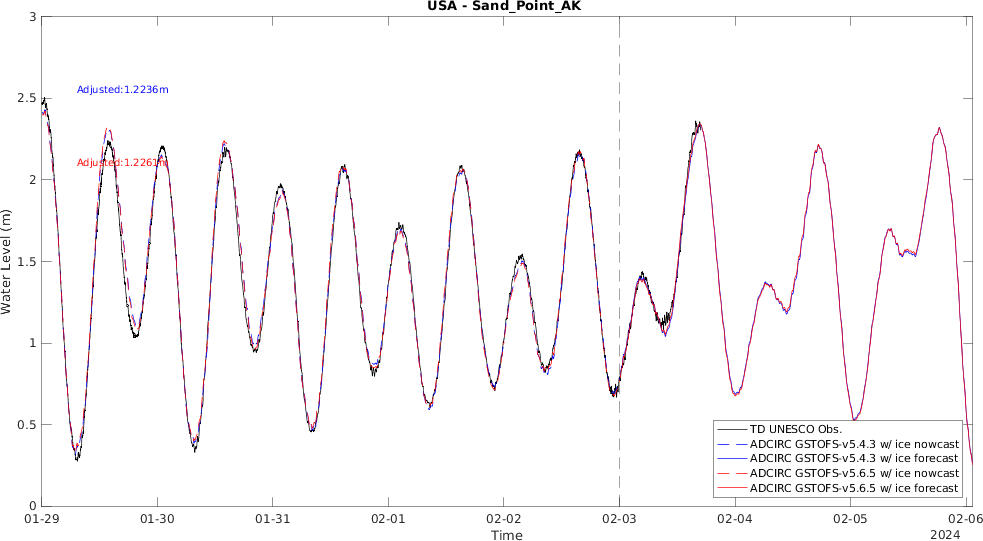 USA - Sand_Point_AK
3
2.5
2
1.5
1
0.5
0
Water Level (m)
Adjusted:1.2236m
Adjusted:1.2261m
TD UNESCO Obs.
ADCIRC GSTOFS-v5.4.3 w/ ice nowcast
ADCIRC GSTOFS-v5.4.3 w/ ice forecast
ADCIRC GSTOFS-v5.6.5 w/ ice nowcast
ADCIRC GSTOFS-v5.6.5 w/ ice forecast
01-29 01-30 01-31 02-01 02-02 02-03 02-04 02-05 02-06
Time
2024